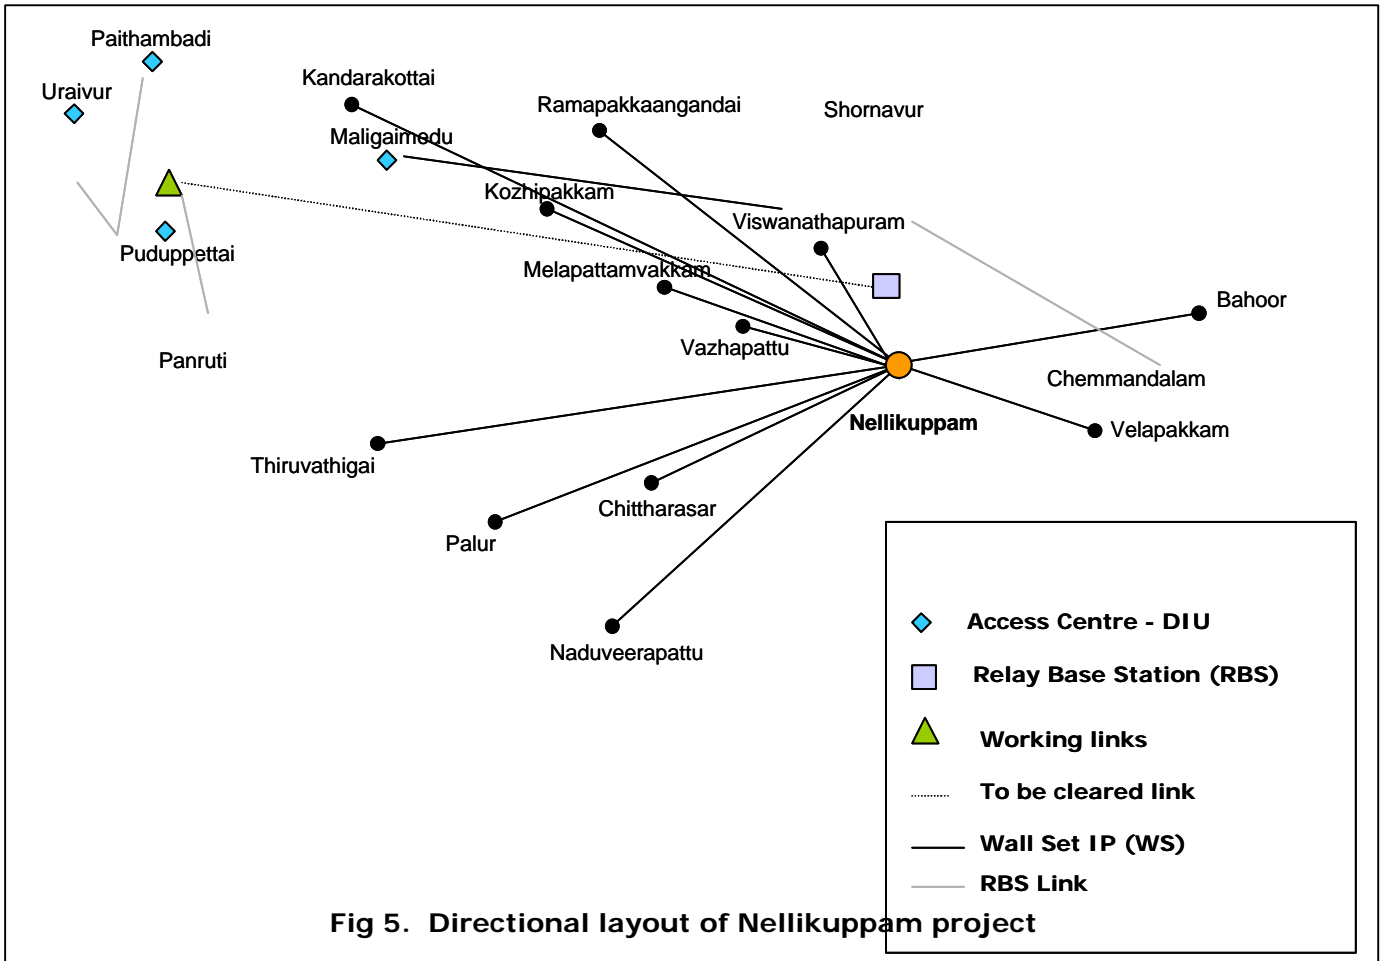 Paithambadi
Uraivur
Kandarakottai
Ramapakkaangandai
Shornavur
Maligaimedu
Kozhipakkam
Viswanathapuram
Puduppettai
Melapattamvakkam
Bahoor
Vazhapattu
Panruti
Chemmandalam
Nellikuppam
Velapakkam
Thiruvathigai
Chittharasar
Palur
Naduveerapattu
Access Centre - DIU
Relay Base Station (RBS)
Working links
To be cleared link
Wall Set IP (WS)
RBS Link
Fig 5. Directional layout of Nellikuppam project